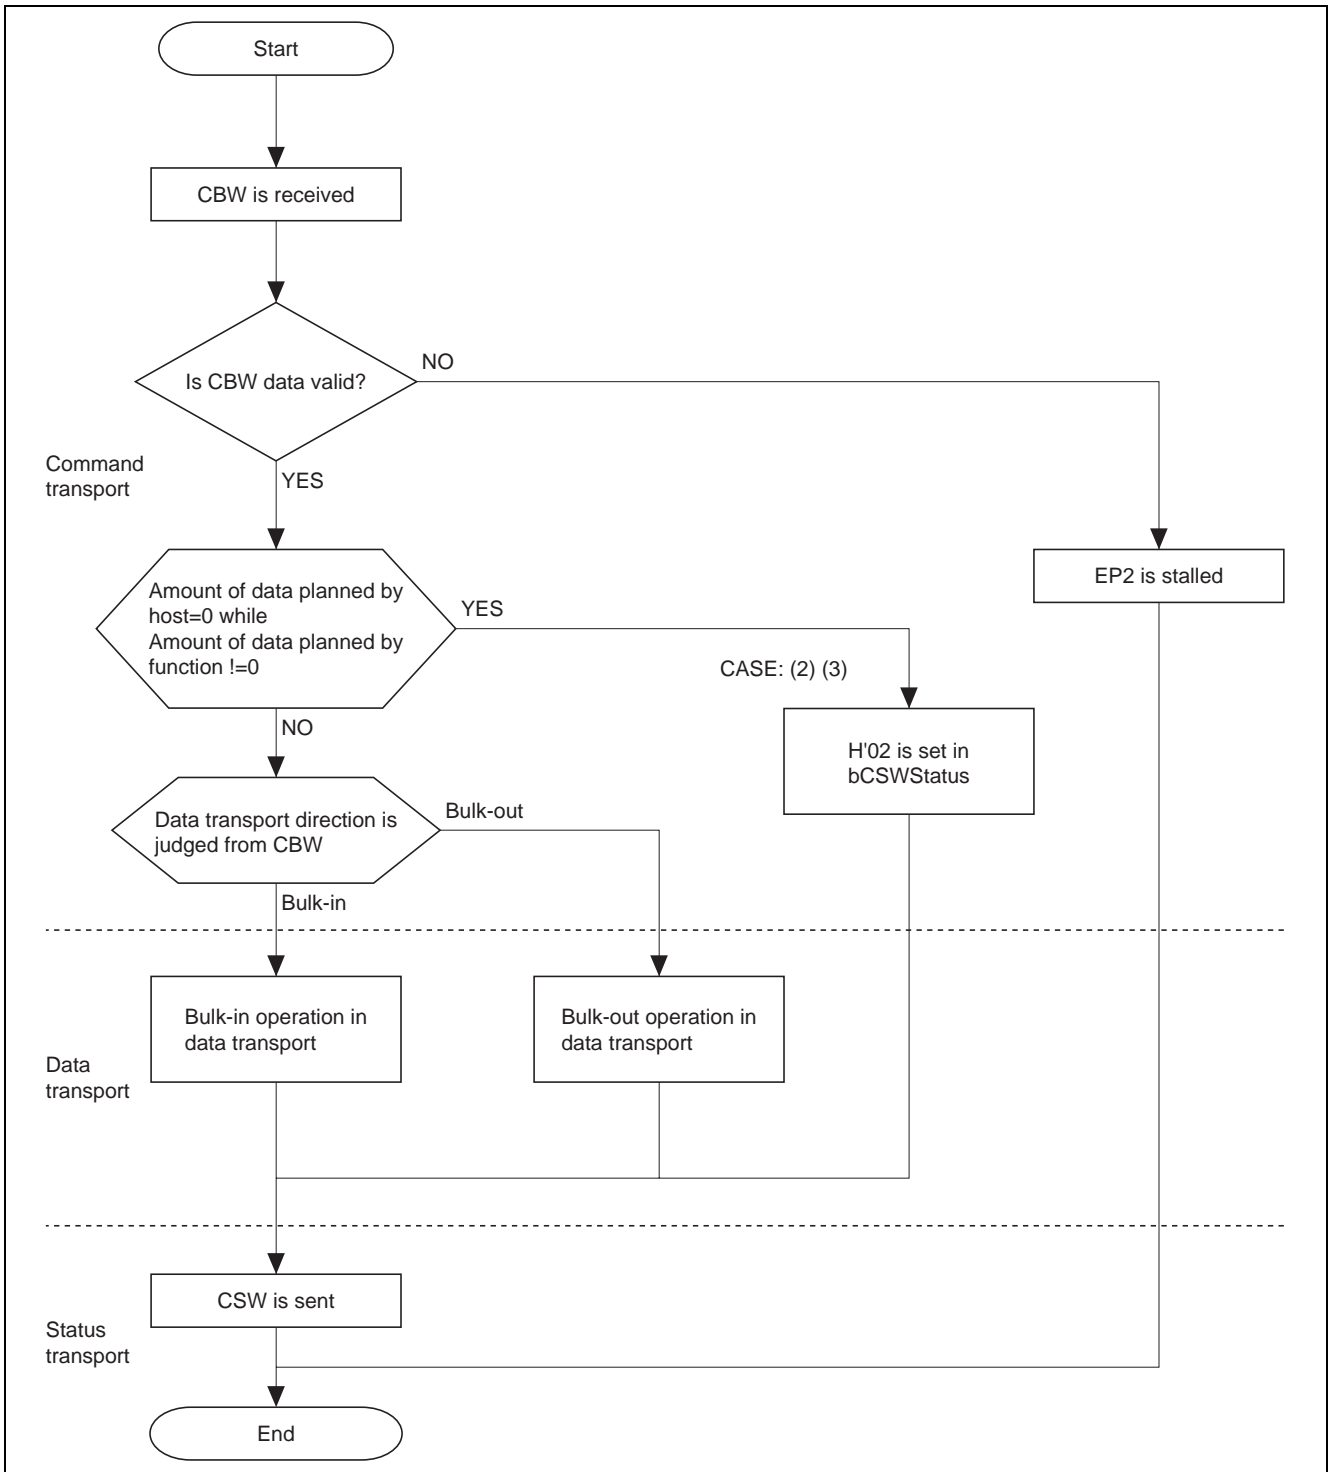 Start
CBW is received
Is CBW data valid?
NO
YES
Command
transport
Amount of data planned by
host=0 while
Amount of data planned by
function !=0
YES
EP2 is stalled
CASE: (2) (3)
H'02 is set in
bCSWStatus
NO
Data transport direction is
judged from CBW
Bulk-out
Bulk-in
Bulk-in operation in
data transport
Bulk-out operation in
data transport
Data
transport
CSW is sent
Status
transport
End